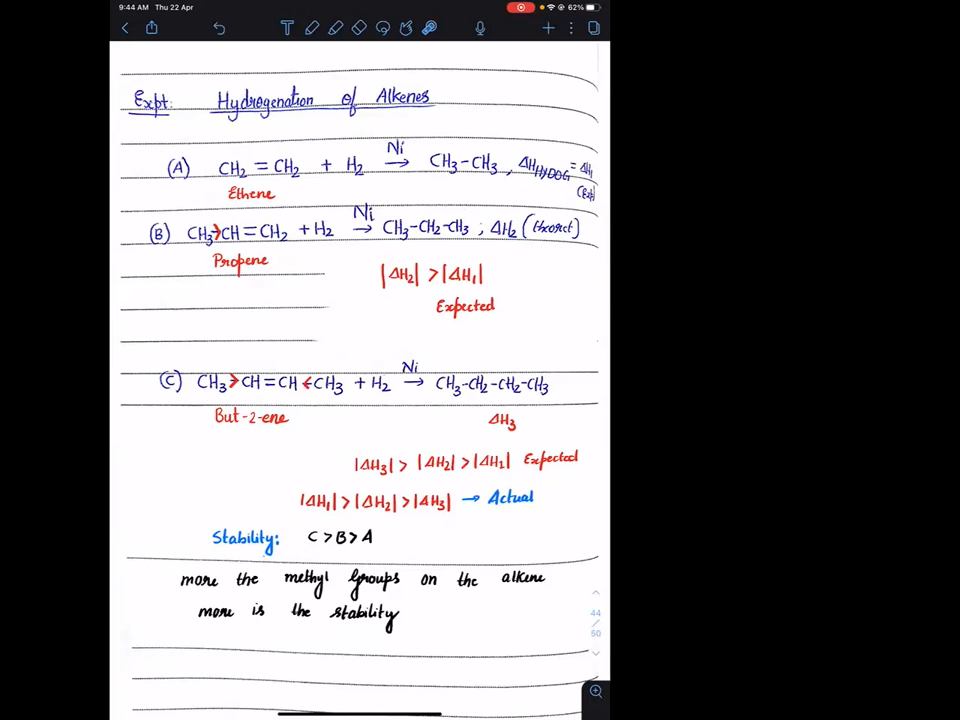 9:44 AM Thu 22 Apr
62%
Expt: Hydrogenation of Alkenes
(A) CH₂=CH₂ + H₂ Ni→ CH₃-CH₃, ΔH HYDOG = ΔH₁
Ethene
(B) CH₃>CH=CH₂ + H₂ Ni→ CH₃-CH₂-CH₃ ; ΔH₂ (theoret)
Propene
|ΔH₂| > |ΔH₁|
Expected
(C) CH₃>CH=CH<CH₃ + H₂ Ni→ CH₃-CH₂-CH₂-CH₃
But-2-ene
ΔH₃
|ΔH₃| > |ΔH₂| > |ΔH₁| Expected
|ΔH₁| > |ΔH₂| > |ΔH₃| → Actual
Stability: C > B > A
more the methyl groups on the alkene
more is the stability
44
/
50